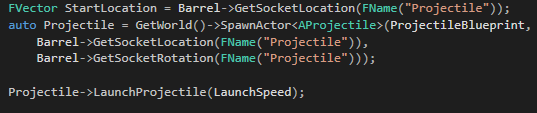 FVector StartLocation = Barrel->GetSocketLocation(FName("Projectile"));
auto Projectile = GetWorld()->SpawnActor<AProjectile>(ProjectileBlueprint,
    Barrel->GetSocketLocation(FName("Projectile")),
    Barrel->GetSocketRotation(FName("Projectile")));

Projectile->LaunchProjectile(LaunchSpeed);